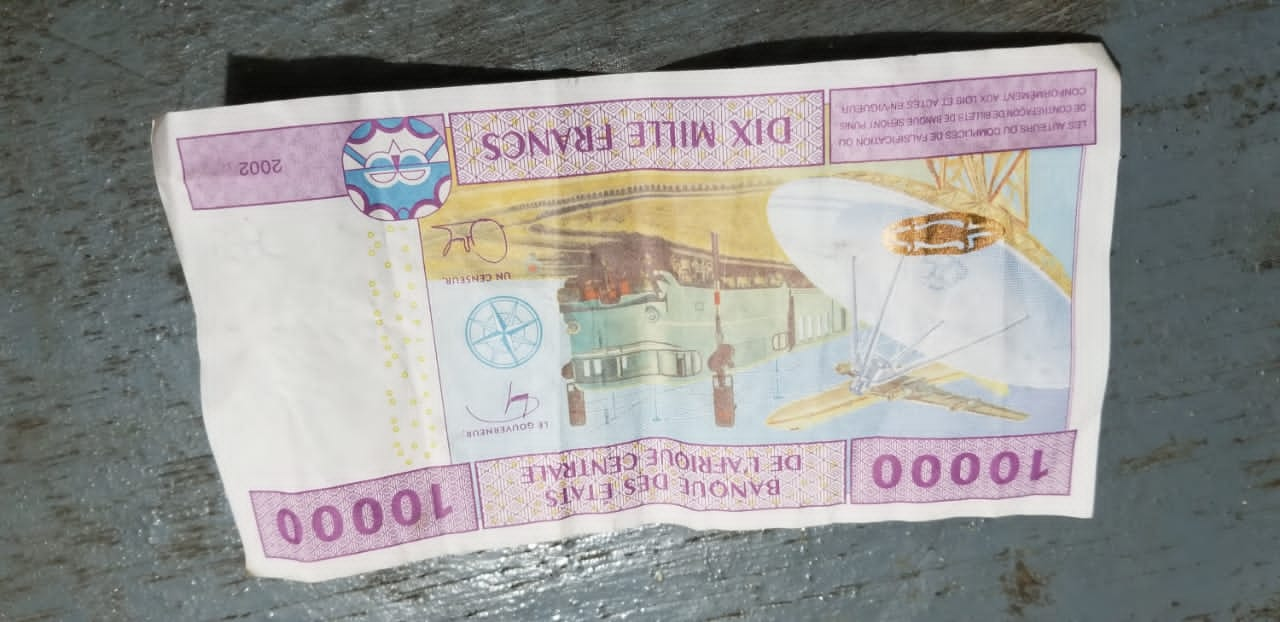 10000
BANQUE DES ETATS
DE L'AFRIQUE CENTRALE
10000
LE GOUVERNEUR,
UN CENSEUR,
LES AUTEURS OU COMPLICES DE FALSIFICATION OU
DE CONTREFAÇON DE BILLETS DE BANQUE SERONT PUNIS
CONFORMEMENT AUX LOIS ET ACTES EN VIGUEUR
DIX MILLE FRANCS
2002